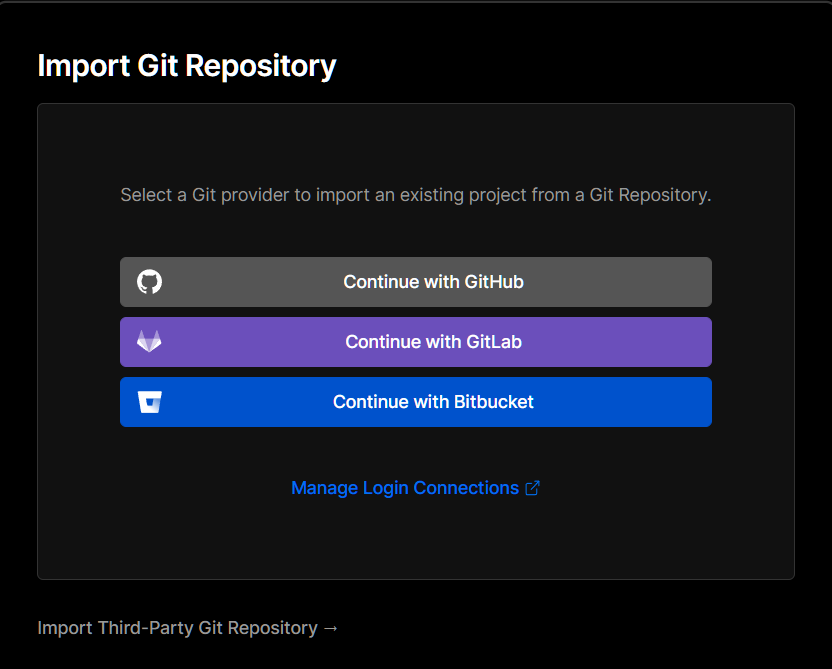 Import Git Repository
Select a Git provider to import an existing project from a Git Repository.
Continue with GitHub
Continue with GitLab
Continue with Bitbucket
Manage Login Connections
Import Third-Party Git Repository →